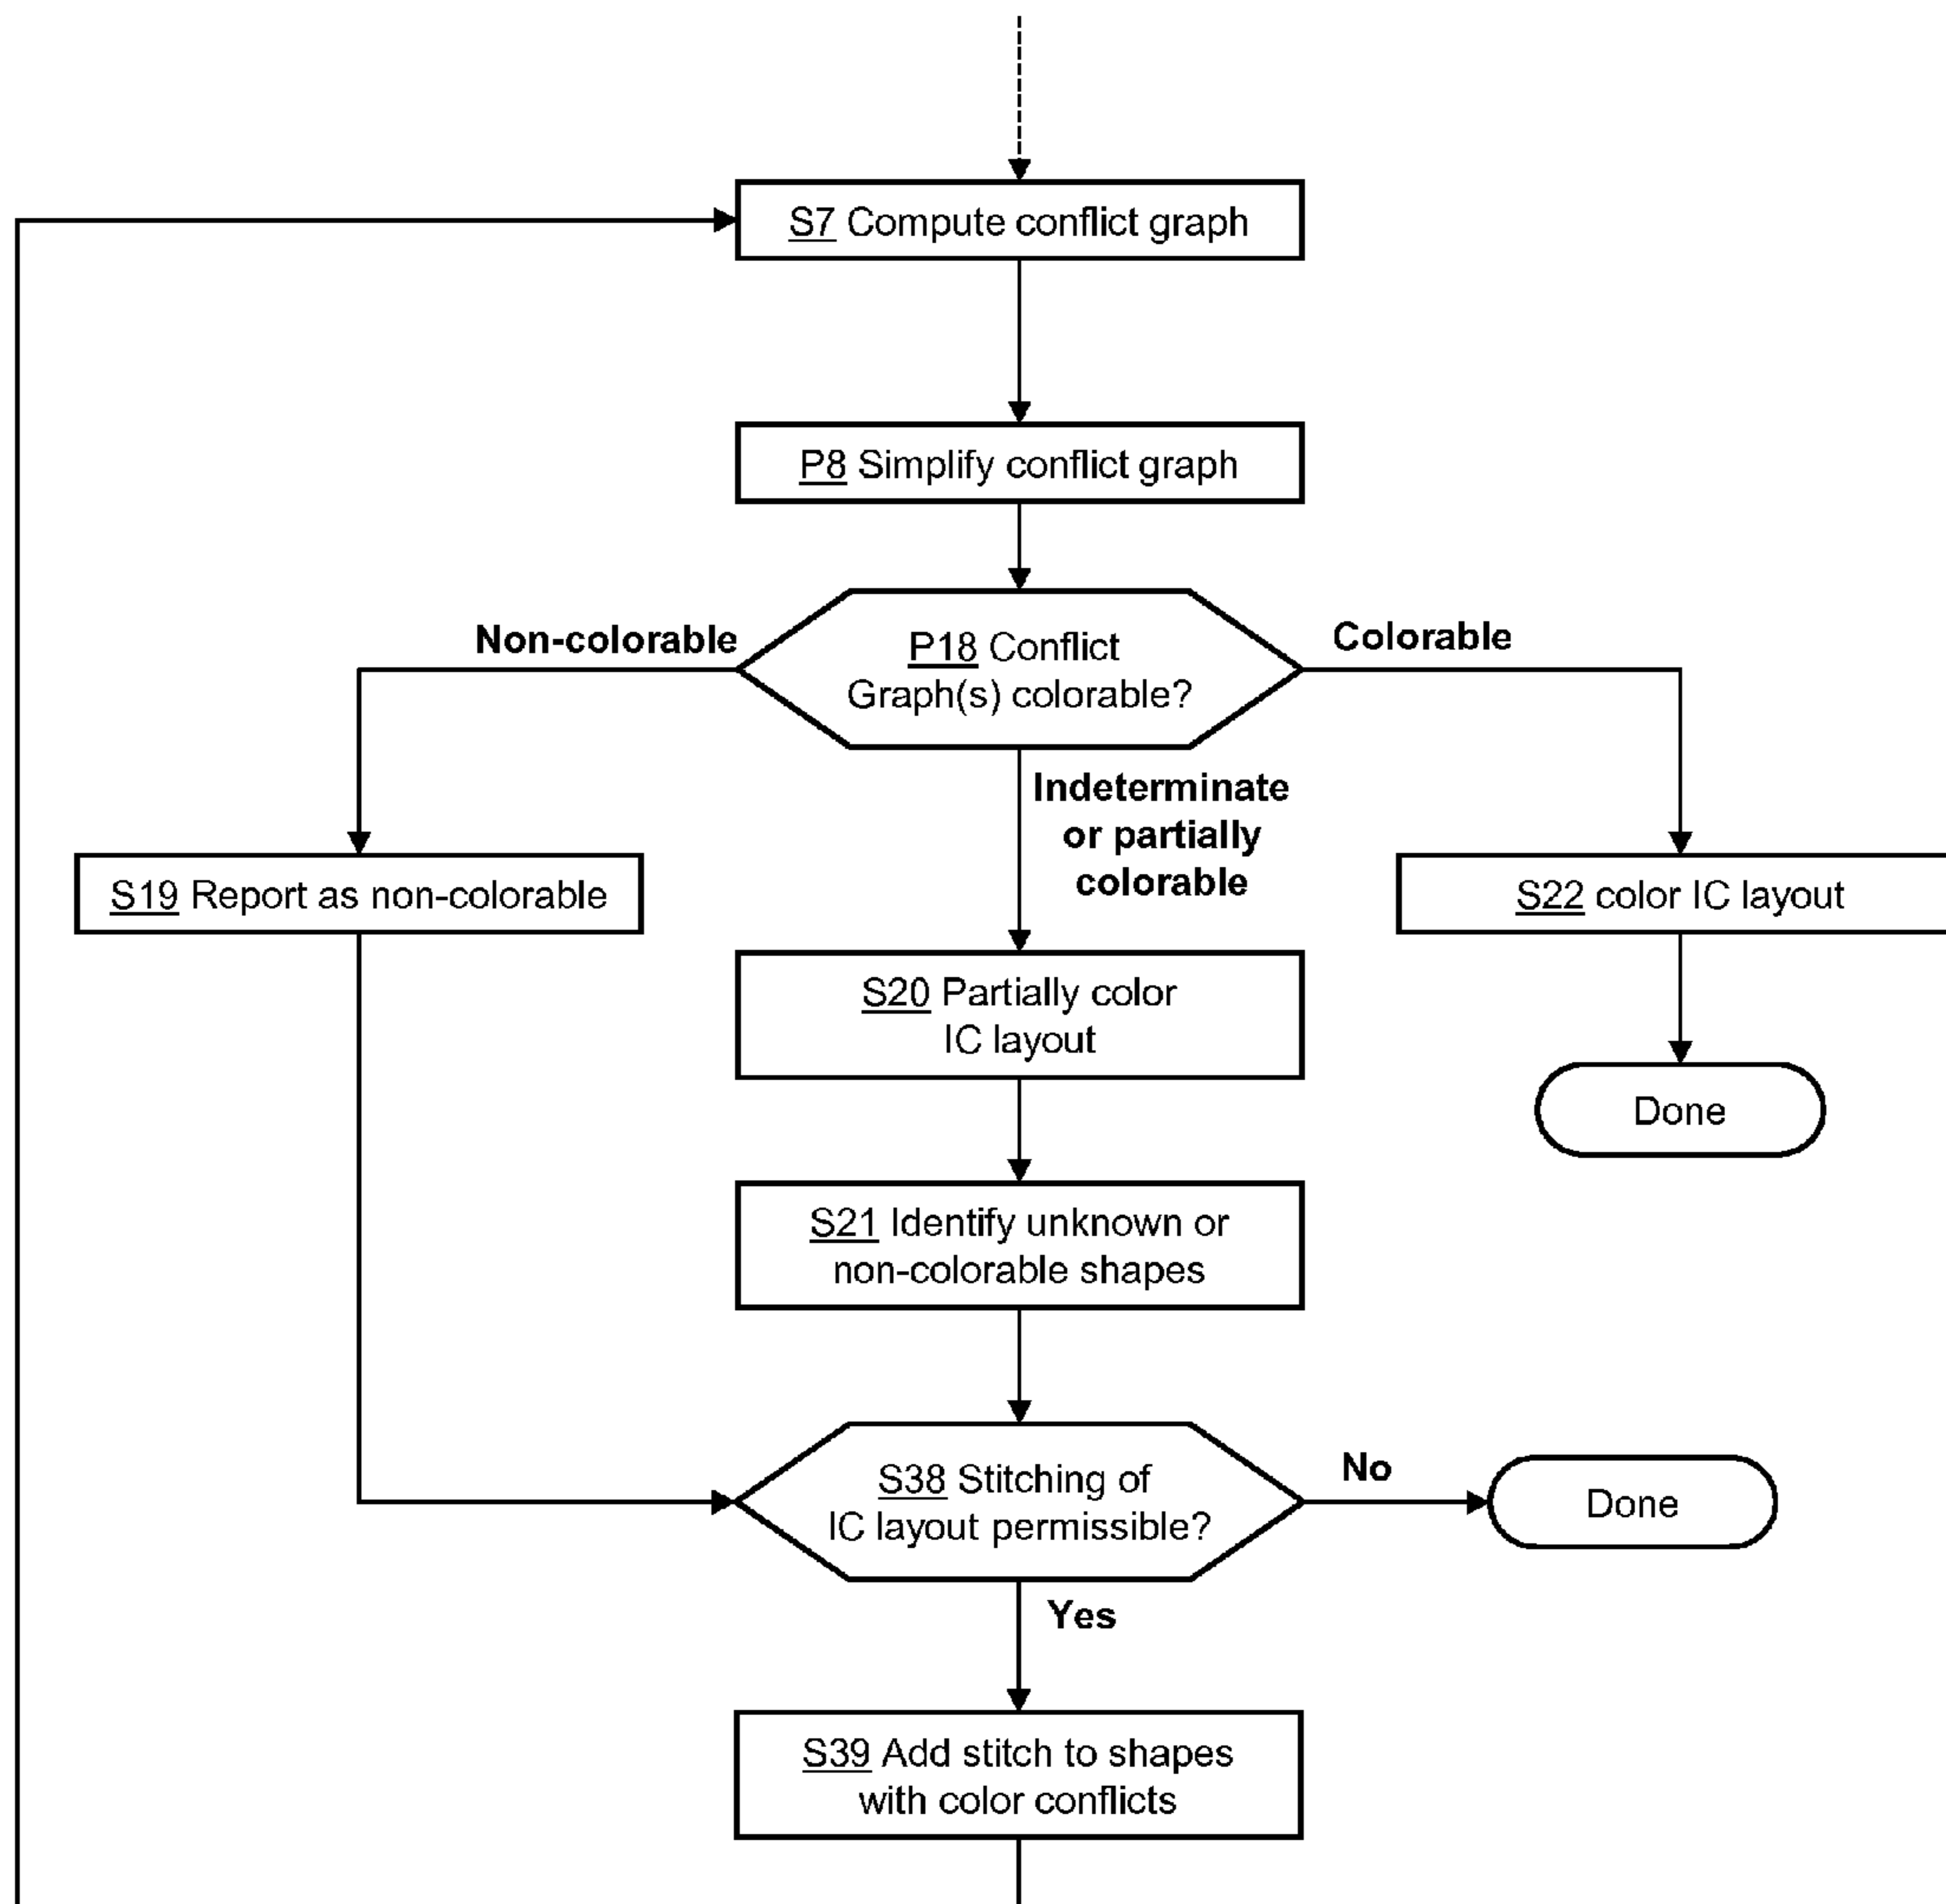 S7 Compute conflict graph
P8 Simplify conflict graph
Non-colorable
P18 Conflict
Graph(s) colorable?
Colorable
Indeterminate
or partially
colorable
S19 Report as non-colorable
S22 color IC layout
S20 Partially color
IC layout
Done
S21 Identify unknown or
non-colorable shapes
S38 Stitching of
IC layout permissible?
No
Done
Yes
S39 Add stitch to shapes
with color conflicts